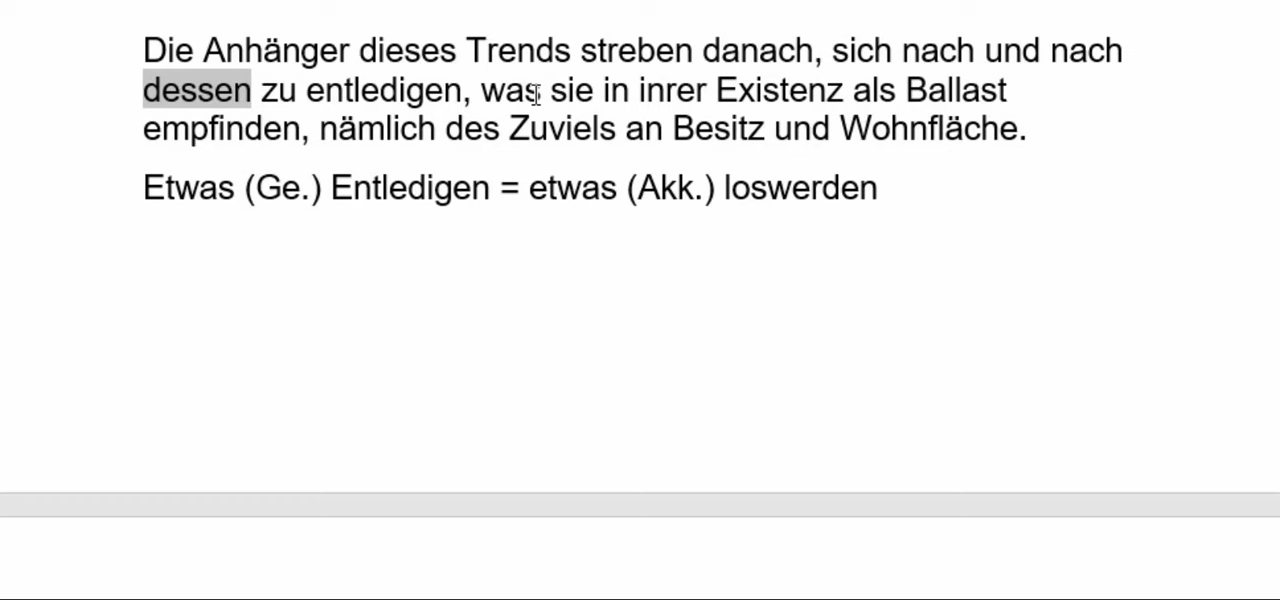 Die Anhänger dieses Trends streben danach, sich nach und nach
dessen zu entledigen, was sie in inrer Existenz als Ballast
empfinden, nämlich des Zuviels an Besitz und Wohnfläche.
Etwas (Ge.) Entledigen = etwas (Akk.) loswerden